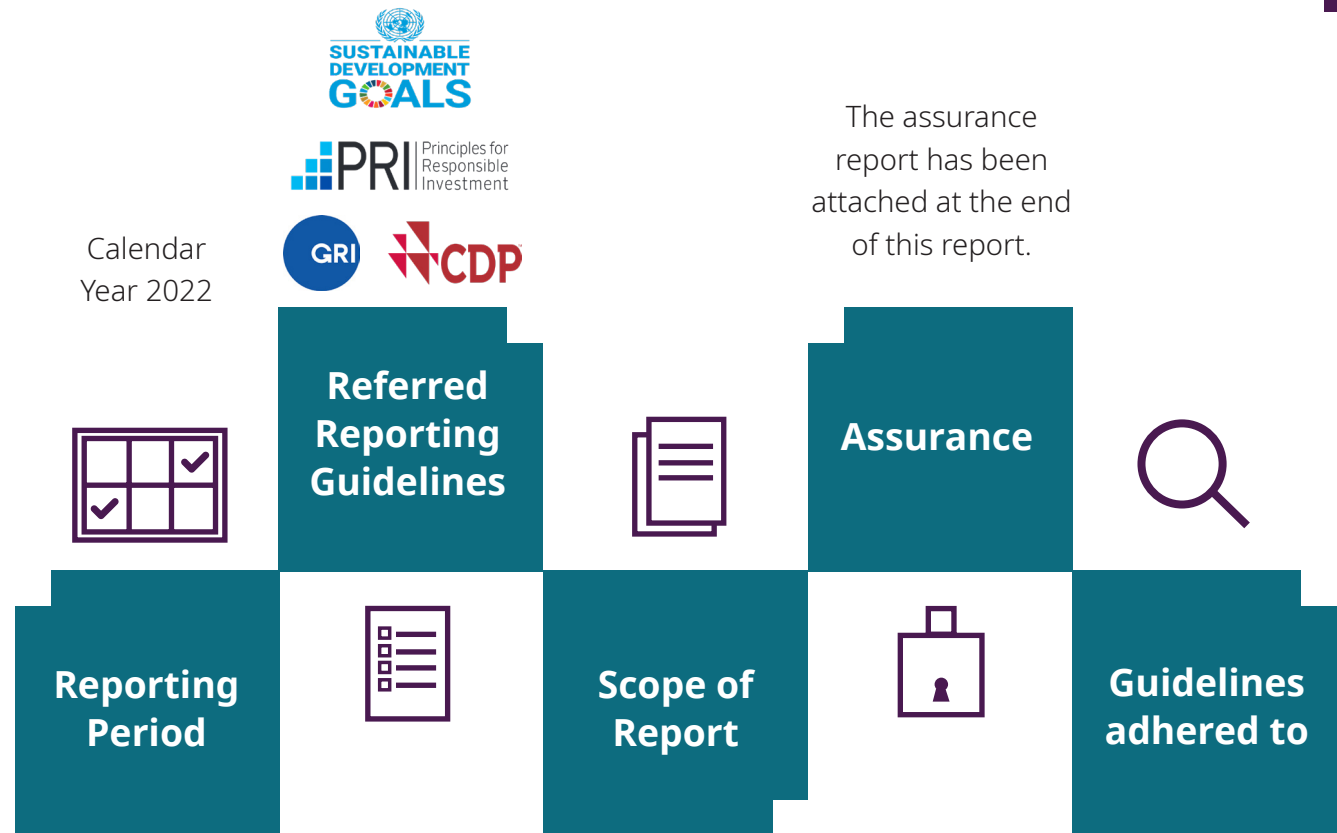 SUSTAINABLE
DEVELOPMENT
GOALS
PRI
Principles for
Responsible
Investment
GRI
CDP
Calendar
Year 2022
The assurance
report has been
attached at the end
of this report.
Referred
Reporting
Guidelines
Assurance
Reporting
Period
Scope of
Report
Guidelines
adhered to